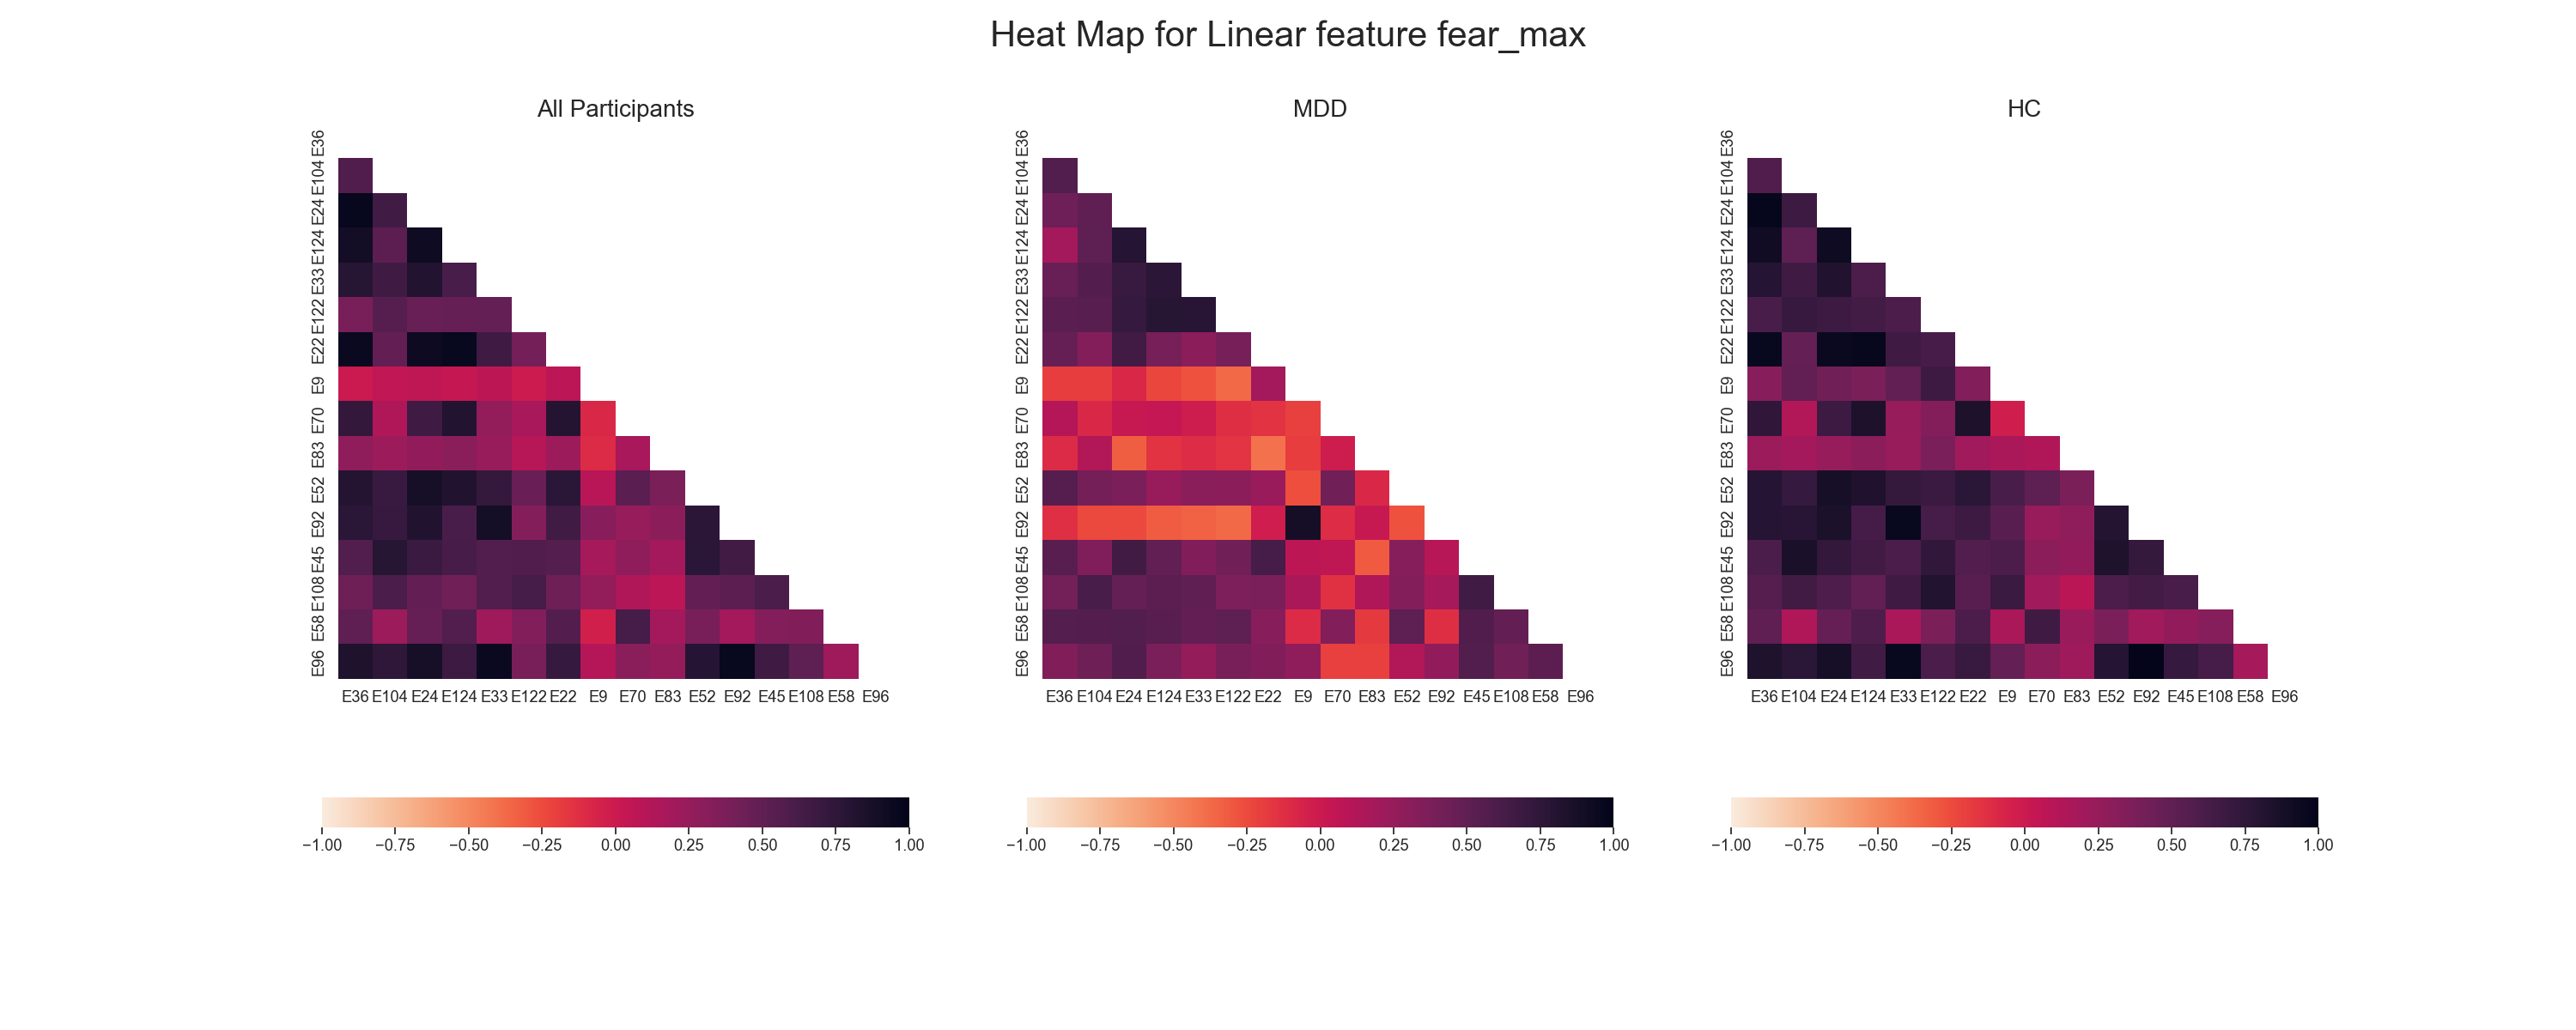 Heat Map for Linear feature fear_max
All Participants
E36
E104
E24
E124
E33
E122
E22
E9
E70
E83
E52
E92
E45
E108
E58
E96
E36 E104 E24 E124 E33 E122 E22 E9 E70 E83 E52 E92 E45 E108 E58 E96
−1.00 −0.75 −0.50 −0.25 0.00 0.25 0.50 0.75 1.00
MDD
E36
E104
E24
E124
E33
E122
E22
E9
E70
E83
E52
E92
E45
E108
E58
E96
E36 E104 E24 E124 E33 E122 E22 E9 E70 E83 E52 E92 E45 E108 E58 E96
−1.00 −0.75 −0.50 −0.25 0.00 0.25 0.50 0.75 1.00
HC
E36
E104
E24
E124
E33
E122
E22
E9
E70
E83
E52
E92
E45
E108
E58
E96
E36 E104 E24 E124 E33 E122 E22 E9 E70 E83 E52 E92 E45 E108 E58 E96
−1.00 −0.75 −0.50 −0.25 0.00 0.25 0.50 0.75 1.00